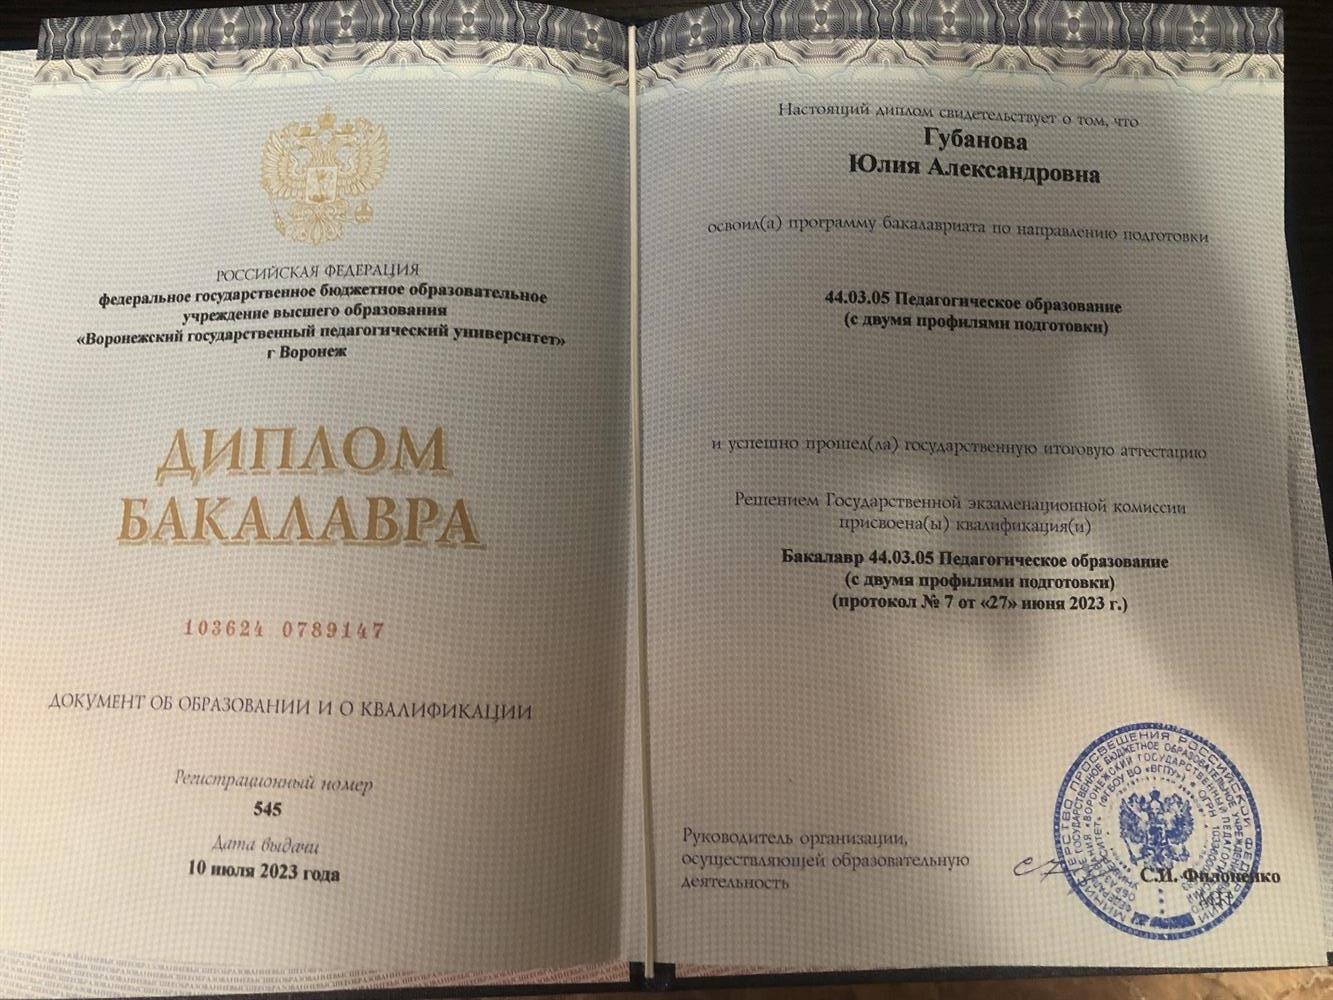 РОССИЙСКАЯ ФЕДЕРАЦИЯ
федеральное государственное бюджетное образовательное
учреждение высшего образования
«Воронежский государственный педагогический университет»
г Воронеж
ДИПЛОМ
БАКАЛАВРА
103624 0789147
ДОКУМЕНТ ОБ ОБРАЗОВАНИИ И О КВАЛИФИКАЦИИ
Регистрационный номер
545
Дата выдачи
10 июля 2023 года
Настоящий диплом свидетельствует о том, что
Губанова
Юлия Александровна
освоил(а) программу бакалавриата по направлению подготовки
44.03.05 Педагогическое образование
(с двумя профилями подготовки)
и успешно прошел(ла) государственную итоговую аттестацию
Решением Государственной экзаменационной комиссии
присвоена(ы) квалификация(и)
Бакалавр 44.03.05 Педагогическое образование
(с двумя профилями подготовки)
(протокол № 7 от «27» июня 2023 г.)
Руководитель организации,
осуществляющей образовательную
деятельность
С.И. Филоненко
МИНИСТЕРСТВО ПРОСВЕЩЕНИЯ РОССИЙСКОЙ ФЕДЕРАЦИИ